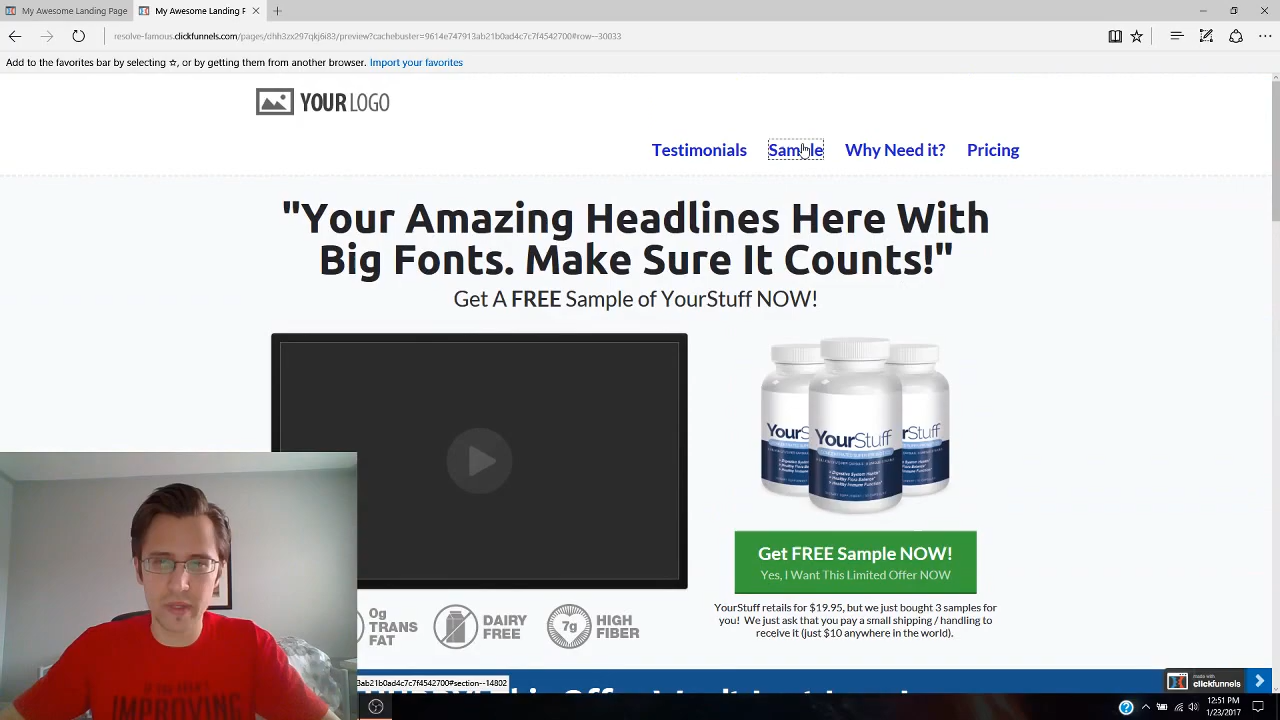 My Awesome Landing Page
My Awesome Landing F
resolve-famous.clickfunnels.com/pages/dhh3zx297qkj6i83/preview?cachebuster=9614e747913ab21b0ad4c7c7f4542700#row--30033
Add to the favorites bar by selecting ☆, or by getting them from another browser. Import your favorites
YOUR LOGO
Testimonials Sample Why Need it? Pricing
"Your Amazing Headlines Here With
Big Fonts. Make Sure It Counts!"
Get A FREE Sample of YourStuff NOW!
YourStuff
Get FREE Sample NOW!
Yes, I Want This Limited Offer NOW
YourStuff retails for $19.95, but we just bought 3 samples for
you! We just ask that you pay a small shipping / handling to
receive it (just $10 anywhere in the world).
0g
TRANS
FAT
DAIRY
FREE
7g
HIGH
FIBER
3ab21b0ad4c7c7f4542700#section--14802
made with
clickfunnels
IMPROVING
12:51 PM
1/23/2017